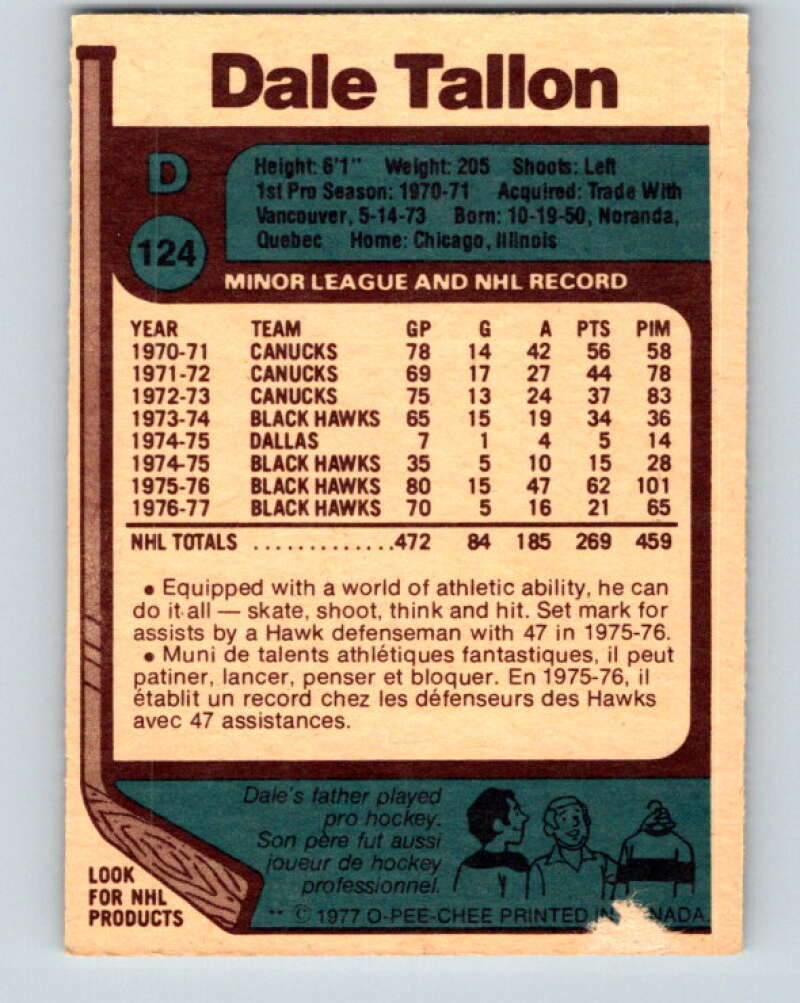 Dale Tallon
D
124
Height: 6'1" Weight: 205 Shoots: Left
1st Pro Season: 1970-71 Acquired: Trade With
Vancouver, 5-14-73 Born: 10-19-50, Noranda,
Quebec Home: Chicago, Illinois
MINOR LEAGUE AND NHL RECORD
YEAR TEAM GP G A PTS PIM
1970-71 CANUCKS 78 14 42 56 58
1971-72 CANUCKS 69 17 27 44 78
1972-73 CANUCKS 75 13 24 37 83
1973-74 BLACK HAWKS 65 15 19 34 36
1974-75 DALLAS 7 1 4 5 14
1974-75 BLACK HAWKS 35 5 10 15 28
1975-76 BLACK HAWKS 80 15 47 62 101
1976-77 BLACK HAWKS 70 5 16 21 65
NHL TOTALS .............472 84 185 269 459
• Equipped with a world of athletic ability, he can
do it all — skate, shoot, think and hit. Set mark for
assists by a Hawk defenseman with 47 in 1975-76.
• Muni de talents athlétiques fantastiques, il peut
patiner, lancer, penser et bloquer. En 1975-76, il
établit un record chez les défenseurs des Hawks
avec 47 assistances.
Dale's father played
pro hockey.
Son père fut aussi
joueur de hockey
professionnel.
LOOK
FOR NHL
PRODUCTS
** © 1977 O-PEE-CHEE PRINTED IN NADA